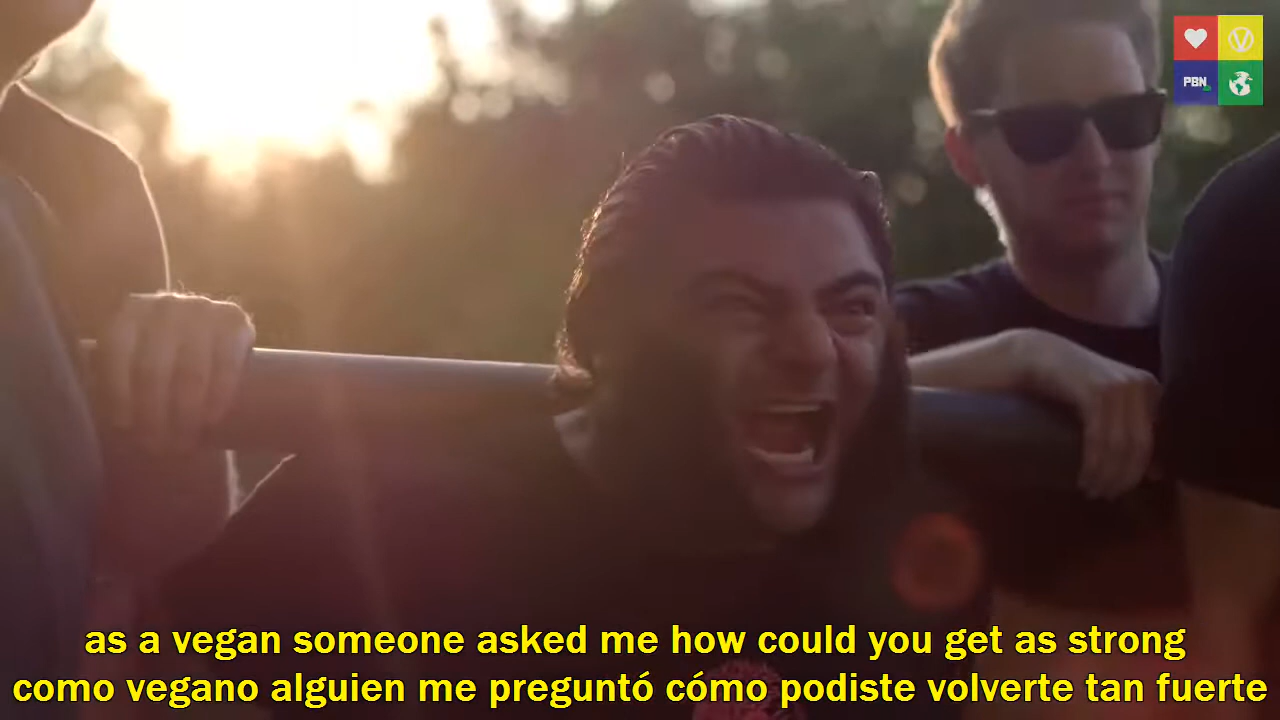 PBN
as a vegan someone asked me how could you get as strong
como vegano alguien me preguntó cómo podiste volverte tan fuerte